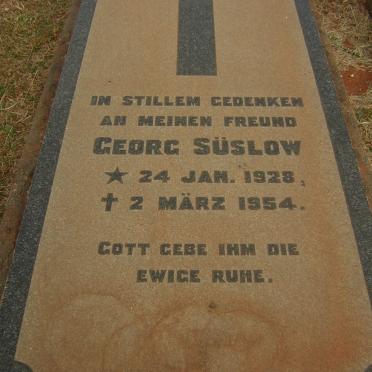 IN STILLEM GEDENKEN
AN MEINEN FREUND
GEORG SÜSLOW
★ 24 JAN. 1928,
✝ 2 MÄRZ 1954.
GOTT GEBE IHM DIE
EWIGE RUHE.